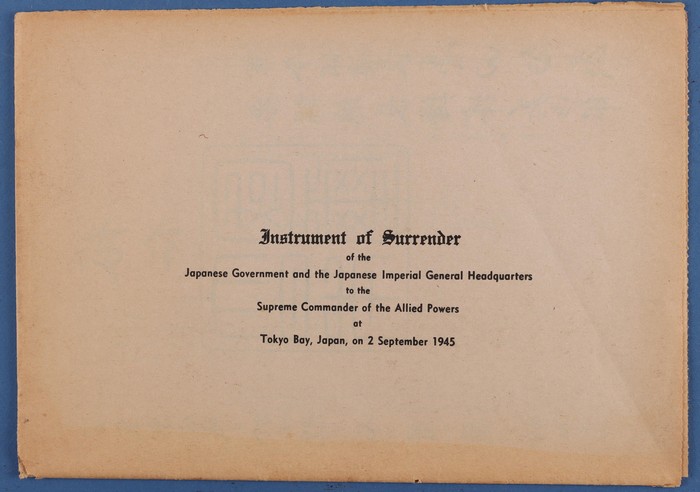 Instrument of Surrender
of the
Japanese Government and the Japanese Imperial General Headquarters
to the
Supreme Commander of the Allied Powers
at
Tokyo Bay, Japan, on 2 September 1945